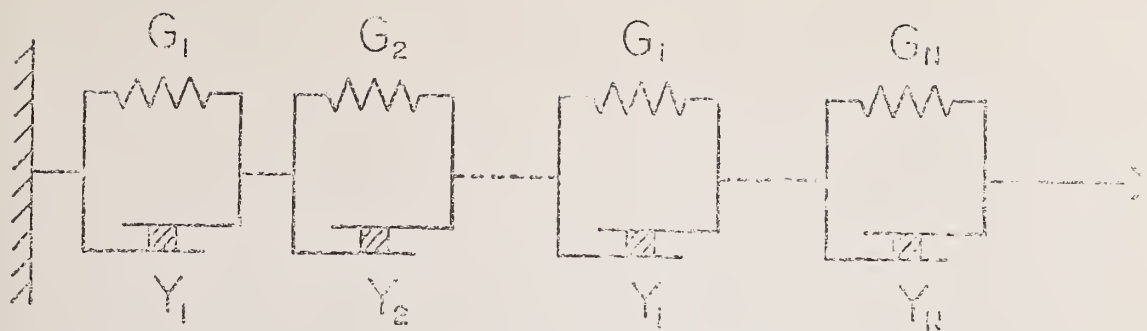 G₁ G₂ Gᵢ Gₙ
Y₁ Y₂ Yᵢ Yₙ